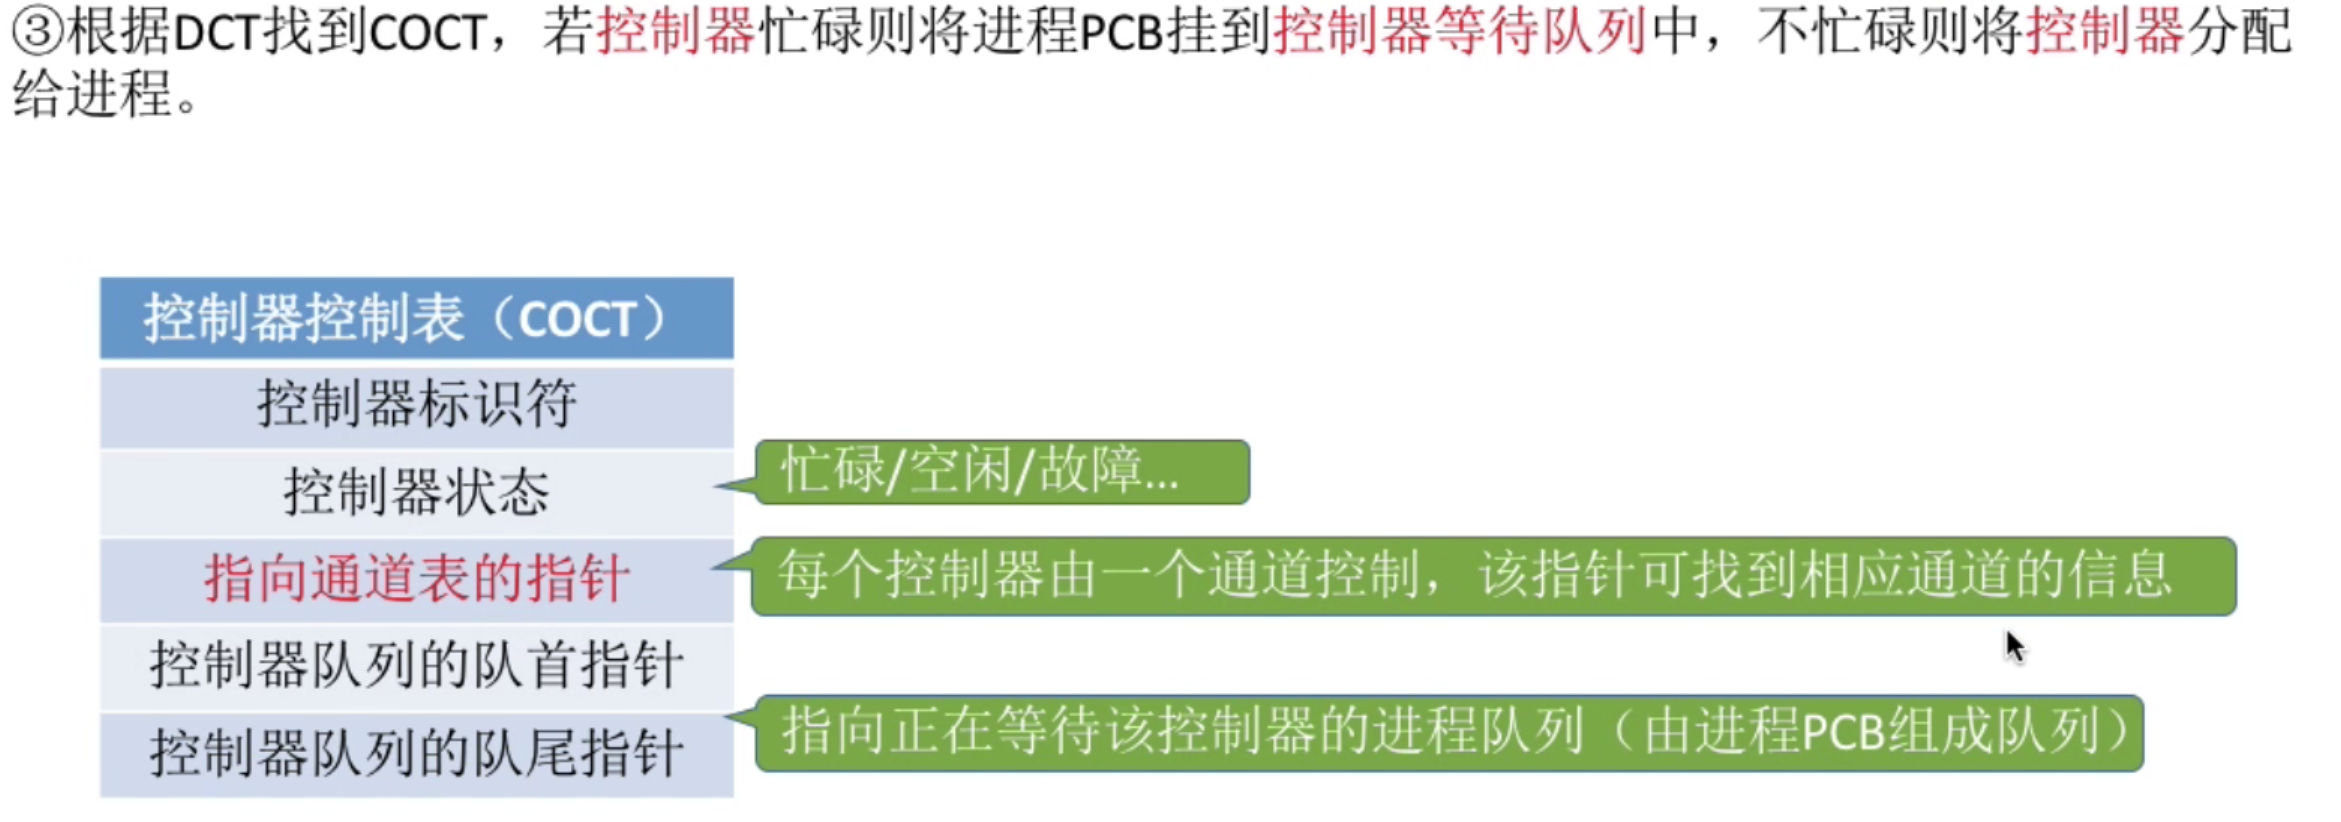 ③根据DCT找到COCT，若控制器忙碌则将进程PCB挂到控制器等待队列中，不忙碌则将控制器分配
给进程。
控制器控制表（COCT）
控制器标识符
控制器状态
忙碌/空闲/故障...
指向通道表的指针
每个控制器由一个通道控制，该指针可找到相应通道的信息
控制器队列的队首指针
控制器队列的队尾指针
指向正在等待该控制器的进程队列（由进程PCB组成队列）